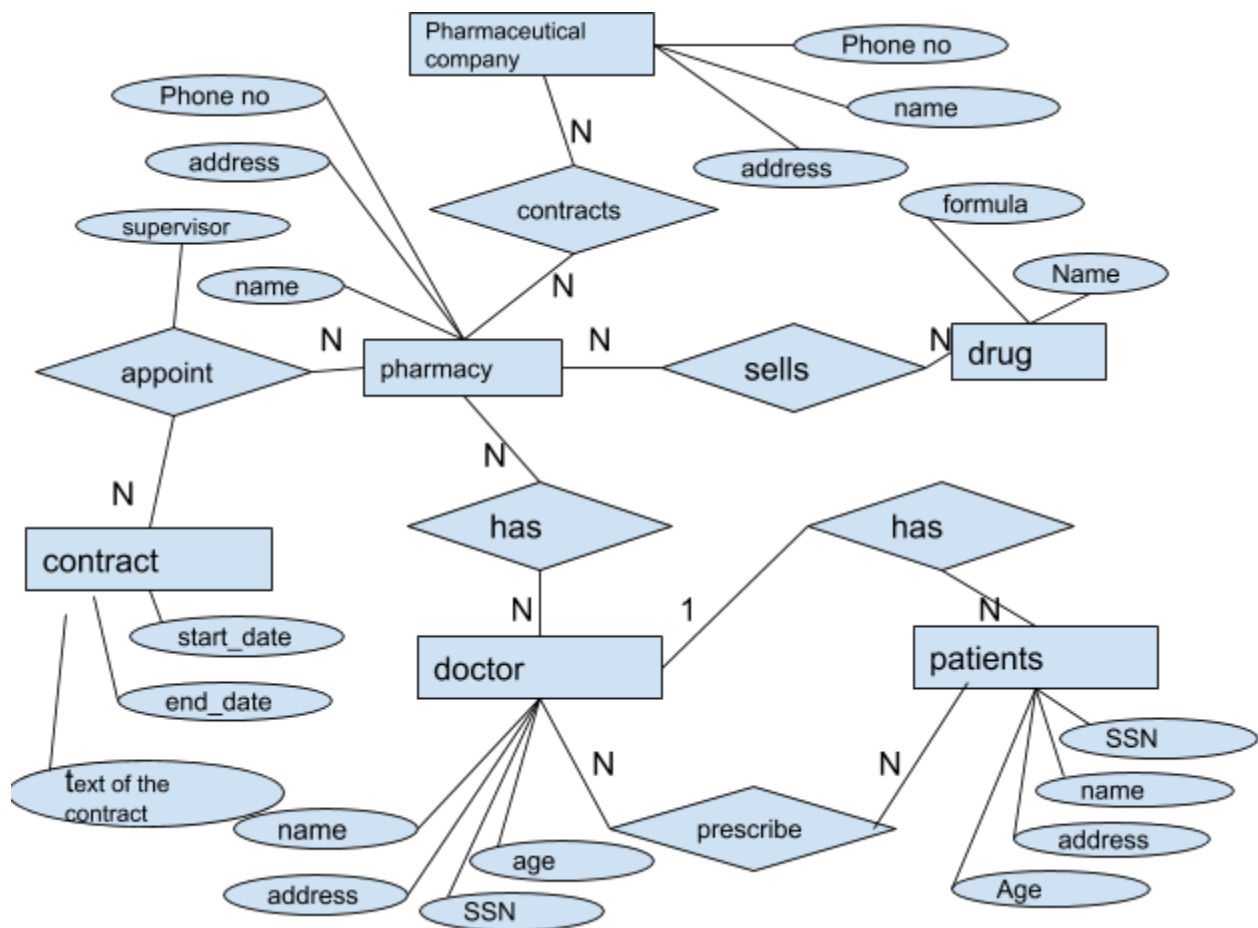 Pharmaceutical
company
Phone no
name
address
Phone no
address
supervisor
name
N
contracts
N
formula
Name
appoint
N
pharmacy
N
sells
N
drug
N
N
contract
has
has
N
1
N
start_date
end_date
text of the
contract
doctor
patients
N
N
prescribe
name
address
age
SSN
SSN
name
address
Age